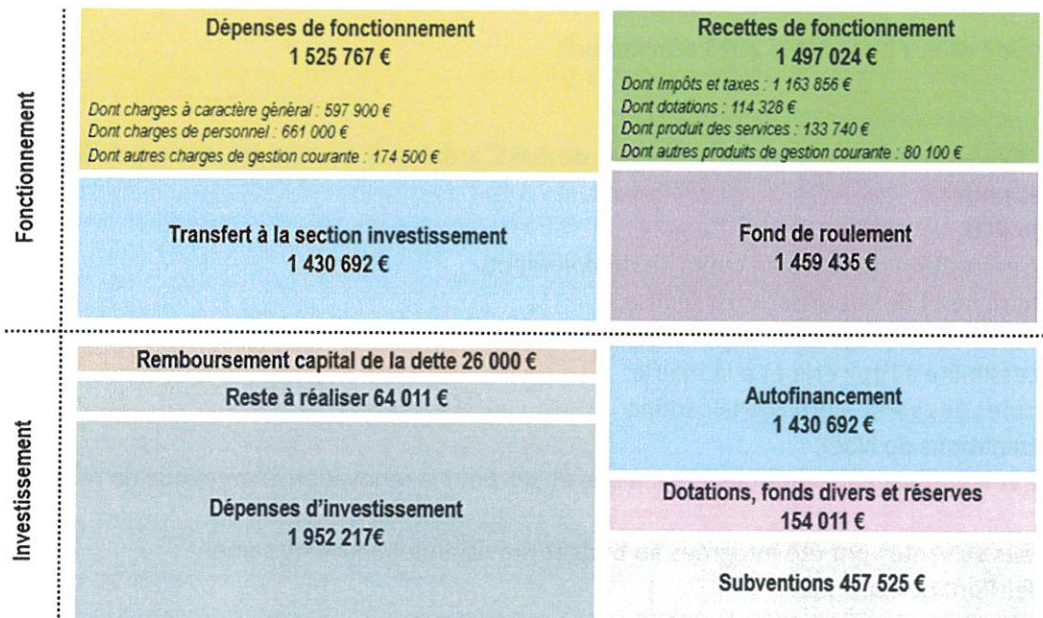 Fonctionnement
Dépenses de fonctionnement
1 525 767 €
Dont charges à caractère général : 597 900 €
Dont charges de personnel : 661 000 €
Dont autres charges de gestion courante : 174 500 €
Recettes de fonctionnement
1 497 024 €
Dont Impôts et taxes : 1 163 856 €
Dont dotations : 114 328 €
Dont produit des services : 133 740 €
Dont autres produits de gestion courante : 80 100 €
Transfert à la section investissement
1 430 692 €
Fond de roulement
1 459 435 €
Investissement
Remboursement capital de la dette 26 000 €
Reste à réaliser 64 011 €
Dépenses d'investissement
1 952 217€
Autofinancement
1 430 692 €
Dotations, fonds divers et réserves
154 011 €
Subventions 457 525 €